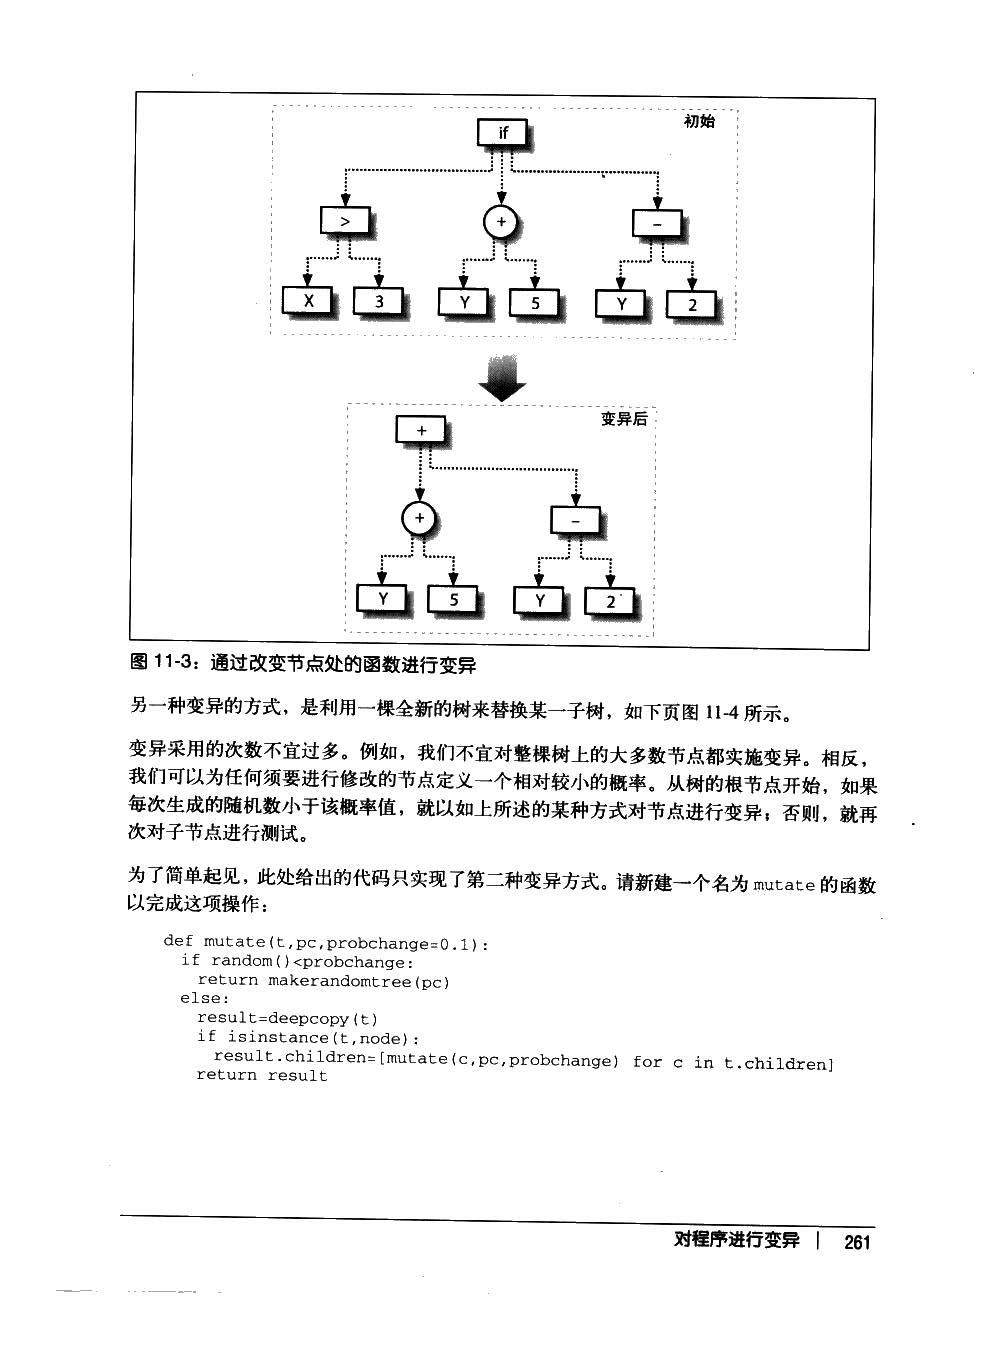 初始
if
> + -
X 3 Y 5 Y 2
变异后
+
+ -
Y 5 Y 2
图 11-3：通过改变节点处的函数进行变异
另一种变异的方式，是利用一棵全新的树来替换某一子树，如下页图 11-4 所示。
变异采用的次数不宜过多。例如，我们不宜对整棵树上的大多数节点都实施变异。相反，
我们可以为任何须要进行修改的节点定义一个相对较小的概率。从树的根节点开始，如果
每次生成的随机数小于该概率值，就以如上所述的某种方式对节点进行变异；否则，就再
次对子节点进行测试。
为了简单起见，此处给出的代码只实现了第二种变异方式。请新建一个名为 mutate 的函数
以完成这项操作：
def mutate(t,pc,probchange=0.1):
if random()<probchange:
return makerandomtree(pc)
else:
result=deepcopy(t)
if isinstance(t,node):
result.children=[mutate(c,pc,probchange) for c in t.children]
return result
对程序进行变异 | 261